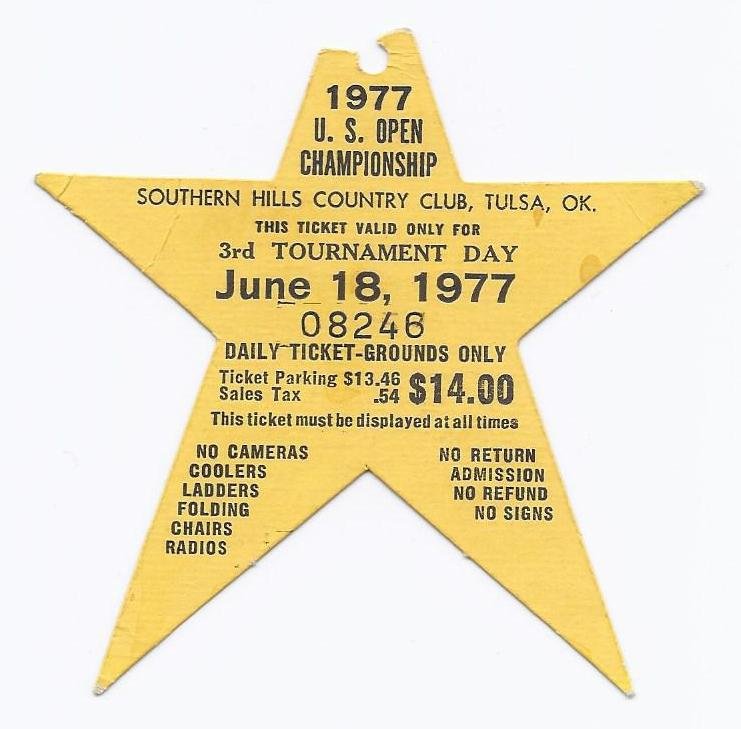 1977
U. S. OPEN
CHAMPIONSHIP
SOUTHERN HILLS COUNTRY CLUB, TULSA, OK.
THIS TICKET VALID ONLY FOR
3rd TOURNAMENT DAY
June 18, 1977
08246
DAILY TICKET-GROUNDS ONLY
Ticket Parking $13.46 $14.00
Sales Tax .54
This ticket must be displayed at all times
NO CAMERAS
COOLERS
LADDERS
FOLDING
CHAIRS
RADIOS
NO RETURN
ADMISSION
NO REFUND
NO SIGNS